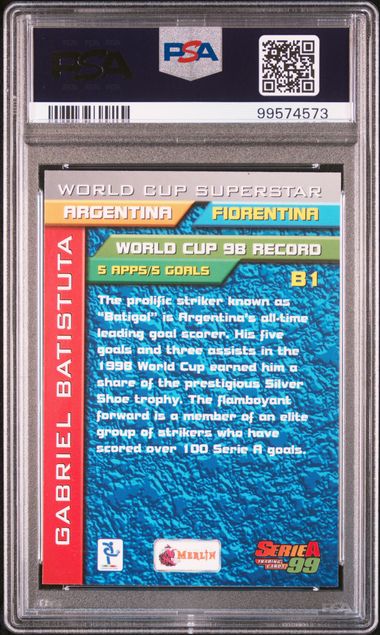 PSA
PSA
99574573
WORLD CUP SUPERSTAR
ARGENTINA
FIORENTINA
WORLD CUP 98 RECORD
5 APPS/5 GOALS
B1
GABRIEL BATISTUTA
The prolific striker known as
"Batigol" is Argentina's all-time
leading goal scorer. His five
goals and three assists in the
1998 World Cup earned him a
share of the prestigious Silver
Shoe trophy. The flamboyant
forward is a member of an elite
group of strikers who have
scored over 100 Serie A goals.
MERLIN
SERIE A
TRADING CARDS
99